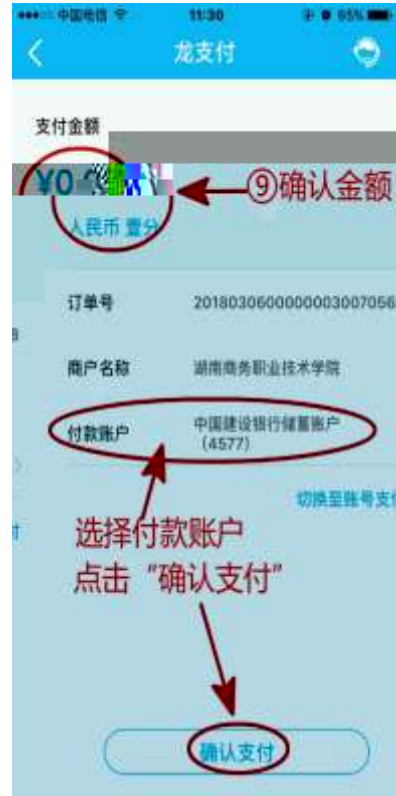 中国电信 11:30 65%
龙支付
支付金额
¥0
⑨确认金额
人民币 壹分
订单号 20180306000000003007056
商户名称 湖南商务职业技术学院
付款账户 中国建设银行储蓄账户
(4577)
切换至账号支付
选择付款账户
点击“确认支付”
确认支付